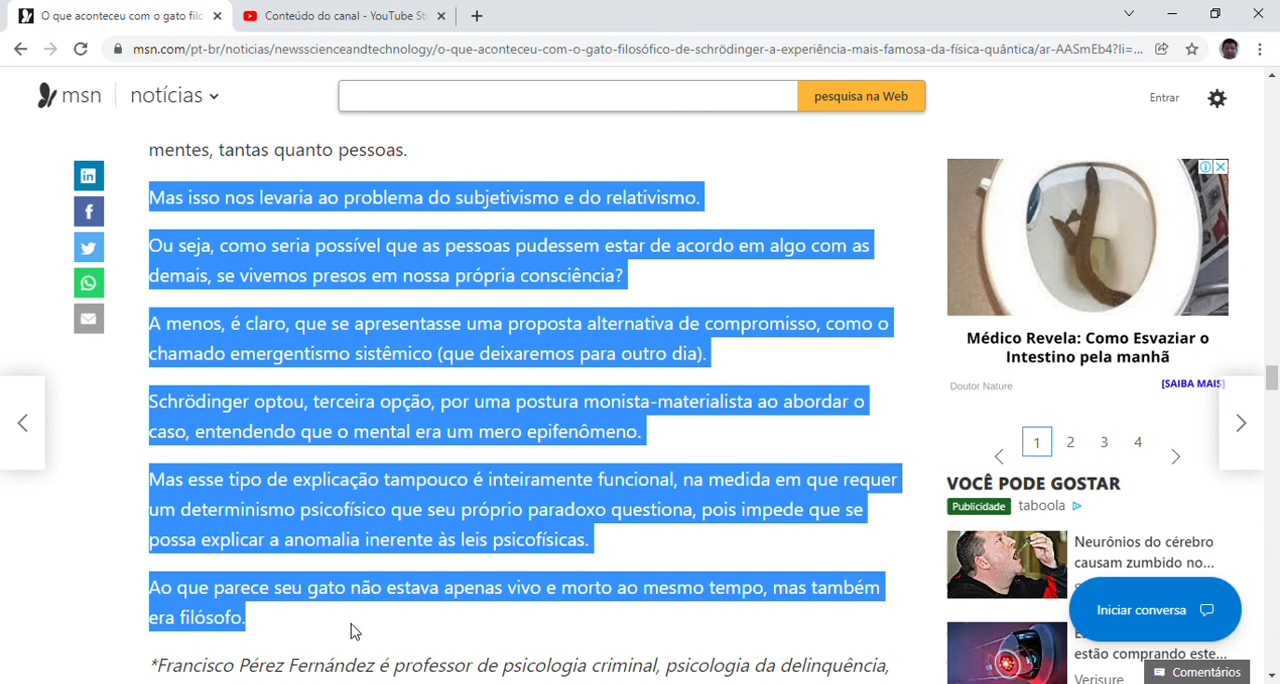 O que aconteceu com o gato filo
Conteúdo do canal - YouTube St
msn.com/pt-br/noticias/newsscienceandtechnology/o-que-aconteceu-com-o-gato-filosófico-de-schrödinger-a-experiência-mais-famosa-da-física-quântica/ar-AASmEb4?li=...
msn
notícias
pesquisa na Web
Entrar
mentes, tantas quanto pessoas.
Mas isso nos levaria ao problema do subjetivismo e do relativismo.
Ou seja, como seria possível que as pessoas pudessem estar de acordo em algo com as
demais, se vivemos presos em nossa própria consciência?
A menos, é claro, que se apresentasse uma proposta alternativa de compromisso, como o
chamado emergentismo sistêmico (que deixaremos para outro dia).
Schrödinger optou, terceira opção, por uma postura monista-materialista ao abordar o
caso, entendendo que o mental era um mero epifenômeno.
Mas esse tipo de explicação tampouco é inteiramente funcional, na medida em que requer
um determinismo psicofísico que seu próprio paradoxo questiona, pois impede que se
possa explicar a anomalia inerente às leis psicofísicas.
Ao que parece seu gato não estava apenas vivo e morto ao mesmo tempo, mas também
era filósofo.
*Francisco Pérez Fernández é professor de psicologia criminal, psicologia da delinquência,
Médico Revela: Como Esvaziar o
Intestino pela manhã
Doutor Nature
[SAIBA MAIS]
1 2 3 4
VOCÊ PODE GOSTAR
Publicidade taboola
Neurônios do cérebro
causam zumbido no...
Iniciar conversa
estão comprando este...
Verisure
Comentários